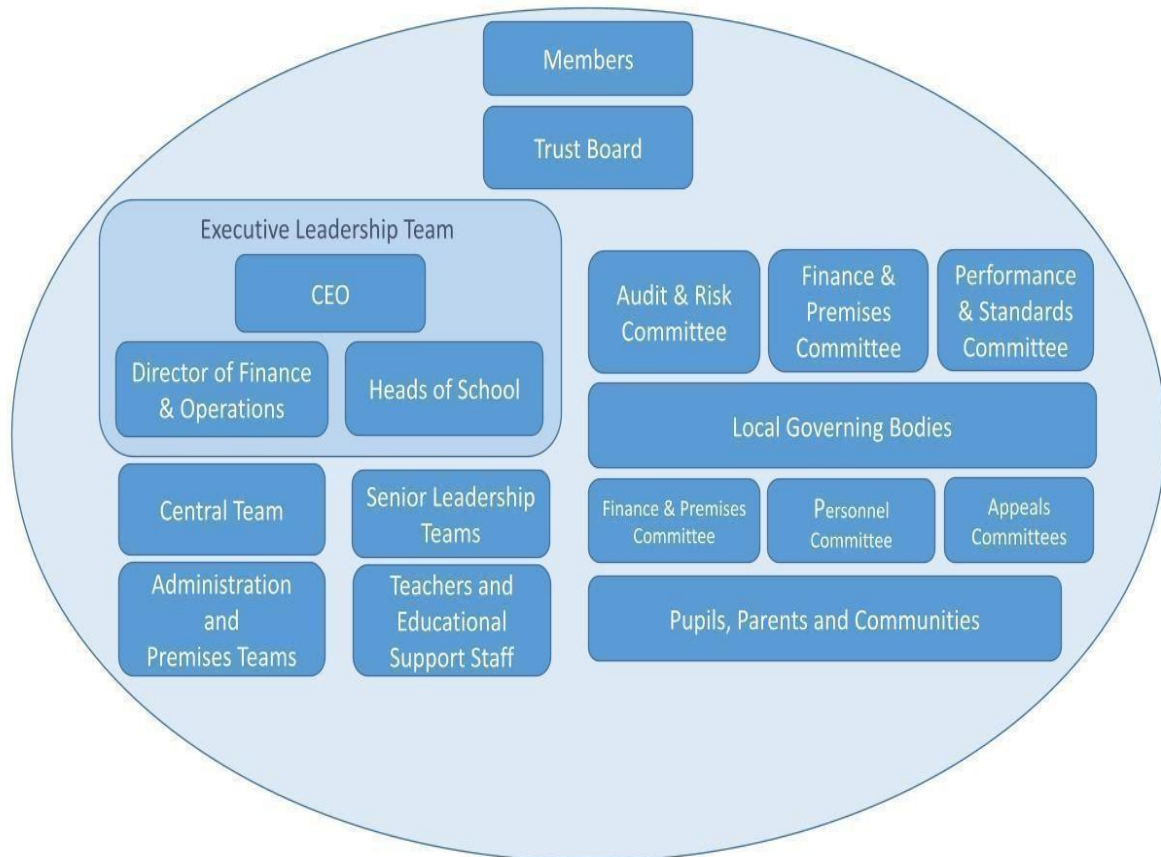 Members
Trust Board
Executive Leadership Team
CEO
Director of Finance
& Operations
Heads of School
Central Team
Senior Leadership
Teams
Administration
and
Premises Teams
Teachers and
Educational
Support Staff
Audit & Risk
Committee
Finance &
Premises
Committee
Performance
& Standards
Committee
Local Governing Bodies
Finance & Premises
Committee
Personnel
Committee
Appeals
Committees
Pupils, Parents and Communities